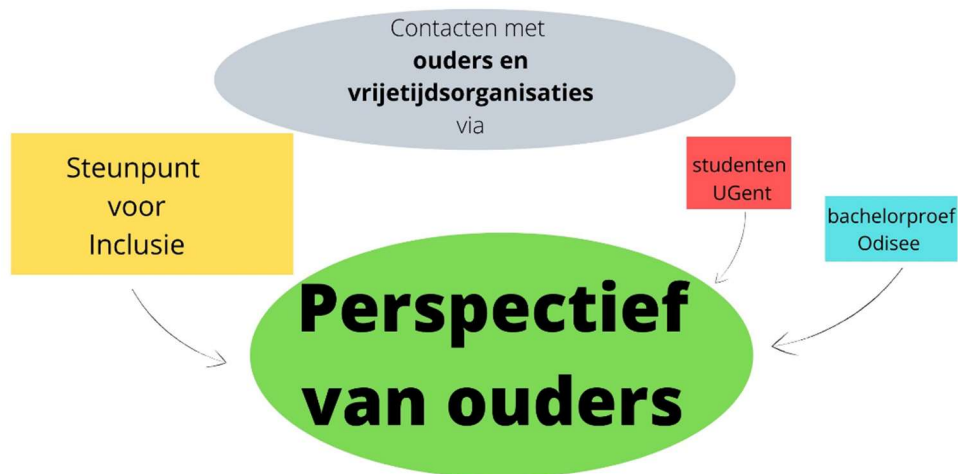 Contacten met
ouders en
vrijetijdsorganisaties
via
Steunpunt
voor
Inclusie
studenten
UGent
bachelorproef
Odisee
Perspectief
van ouders